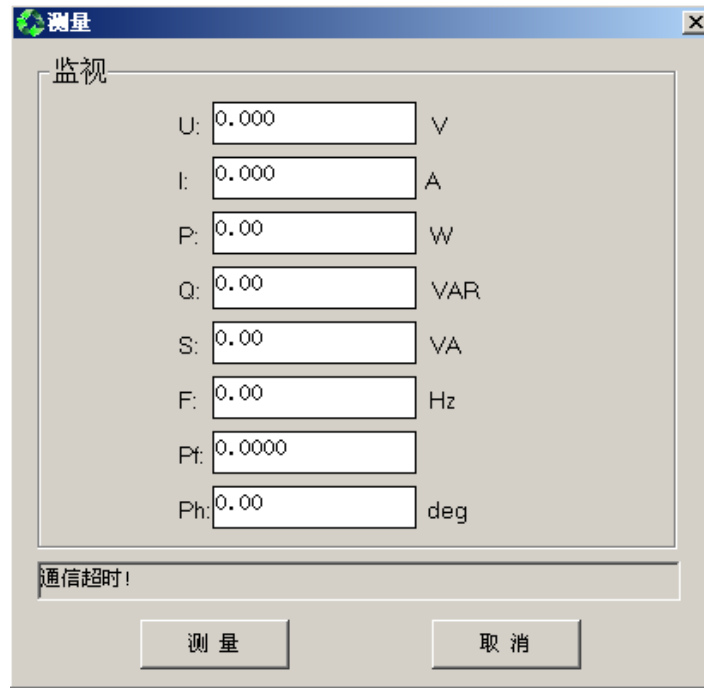 测量
监视
U: 0.000 V
I: 0.000 A
P: 0.00 W
Q: 0.00 VAR
S: 0.00 VA
F: 0.00 Hz
Pf: 0.0000
Ph: 0.00 deg
通信超时!
测 量 取 消